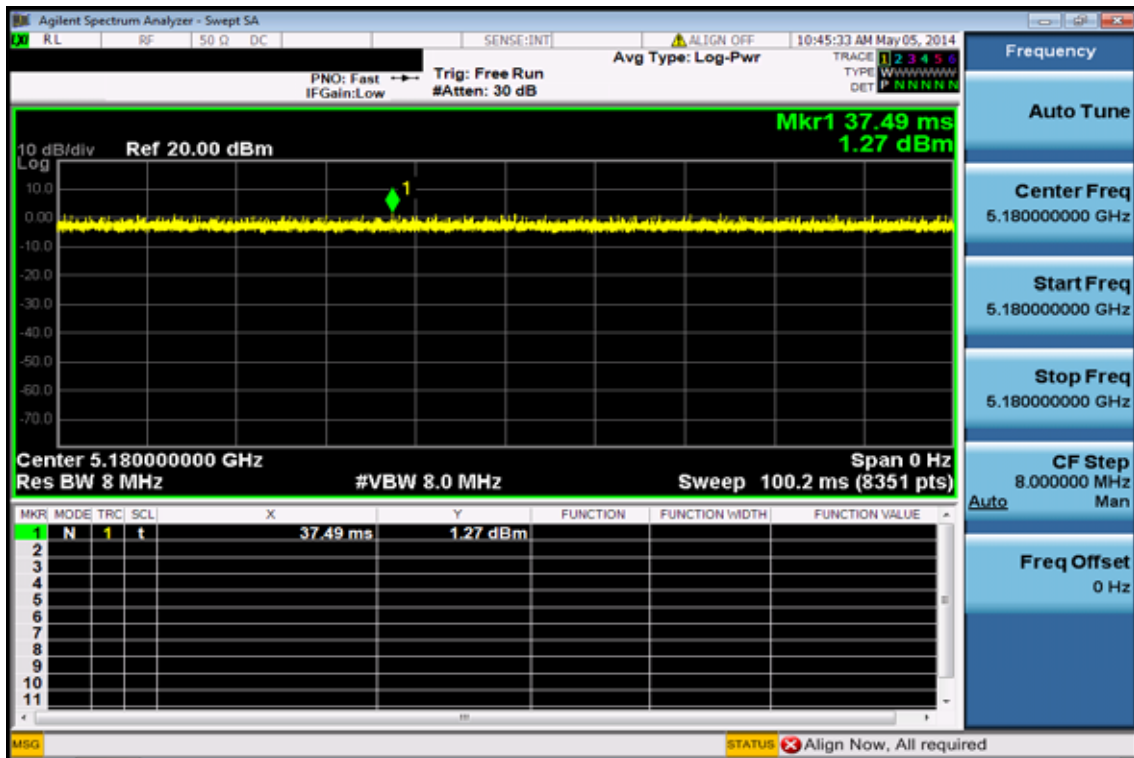 Agilent Spectrum Analyzer - Swept SA
LXI RL RF 50 Ω DC SENSE:INT ALIGN OFF 10:45:33 AM May 05, 2014
Avg Type: Log-Pwr TRACE 1 2 3 4 5 6
PNO: Fast Trig: Free Run TYPE WWWWWWW
IFGain:Low #Atten: 30 dB DET P N N N N N
Frequency
Auto Tune
Center Freq
5.180000000 GHz
Start Freq
5.180000000 GHz
Stop Freq
5.180000000 GHz
CF Step
8.000000 MHz
Auto Man
Freq Offset
0 Hz
Mkr1 37.49 ms
10 dB/div Ref 20.00 dBm 1.27 dBm
Log
10.0
1
0.00
-10.0
-20.0
-30.0
-40.0
-50.0
-60.0
-70.0
Center 5.180000000 GHz Span 0 Hz
Res BW 8 MHz #VBW 8.0 MHz Sweep 100.2 ms (8351 pts)
MKR MODE TRC SCL X Y FUNCTION FUNCTION WIDTH FUNCTION VALUE
1 N 1 t 37.49 ms 1.27 dBm
2
3
4
5
6
7
8
9
10
11
MSG STATUS Align Now, All required